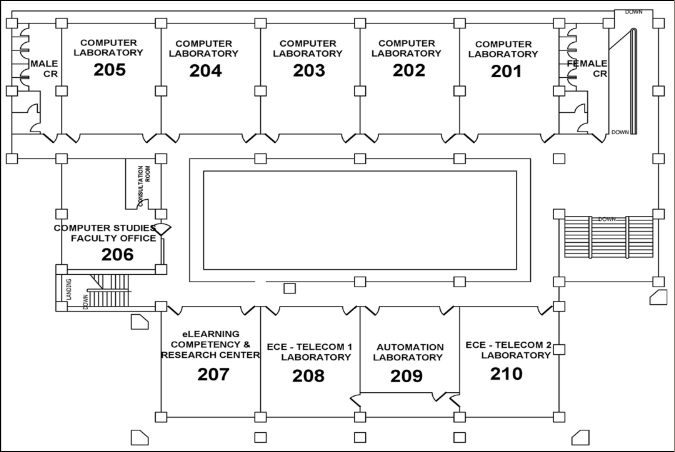 DOWN
MALE
CR
COMPUTER
LABORATORY
205
COMPUTER
LABORATORY
204
COMPUTER
LABORATORY
203
COMPUTER
LABORATORY
202
COMPUTER
LABORATORY
201
FEMALE
CR
DOWN
CONSULTATION
ROOM
COMPUTER STUDIES
FACULTY OFFICE
206
DOWN
LANDING
DOWN
eLEARNING
COMPETENCY &
RESEARCH CENTER
207
ECE - TELECOM 1
LABORATORY
208
AUTOMATION
LABORATORY
209
ECE - TELECOM 2
LABORATORY
210